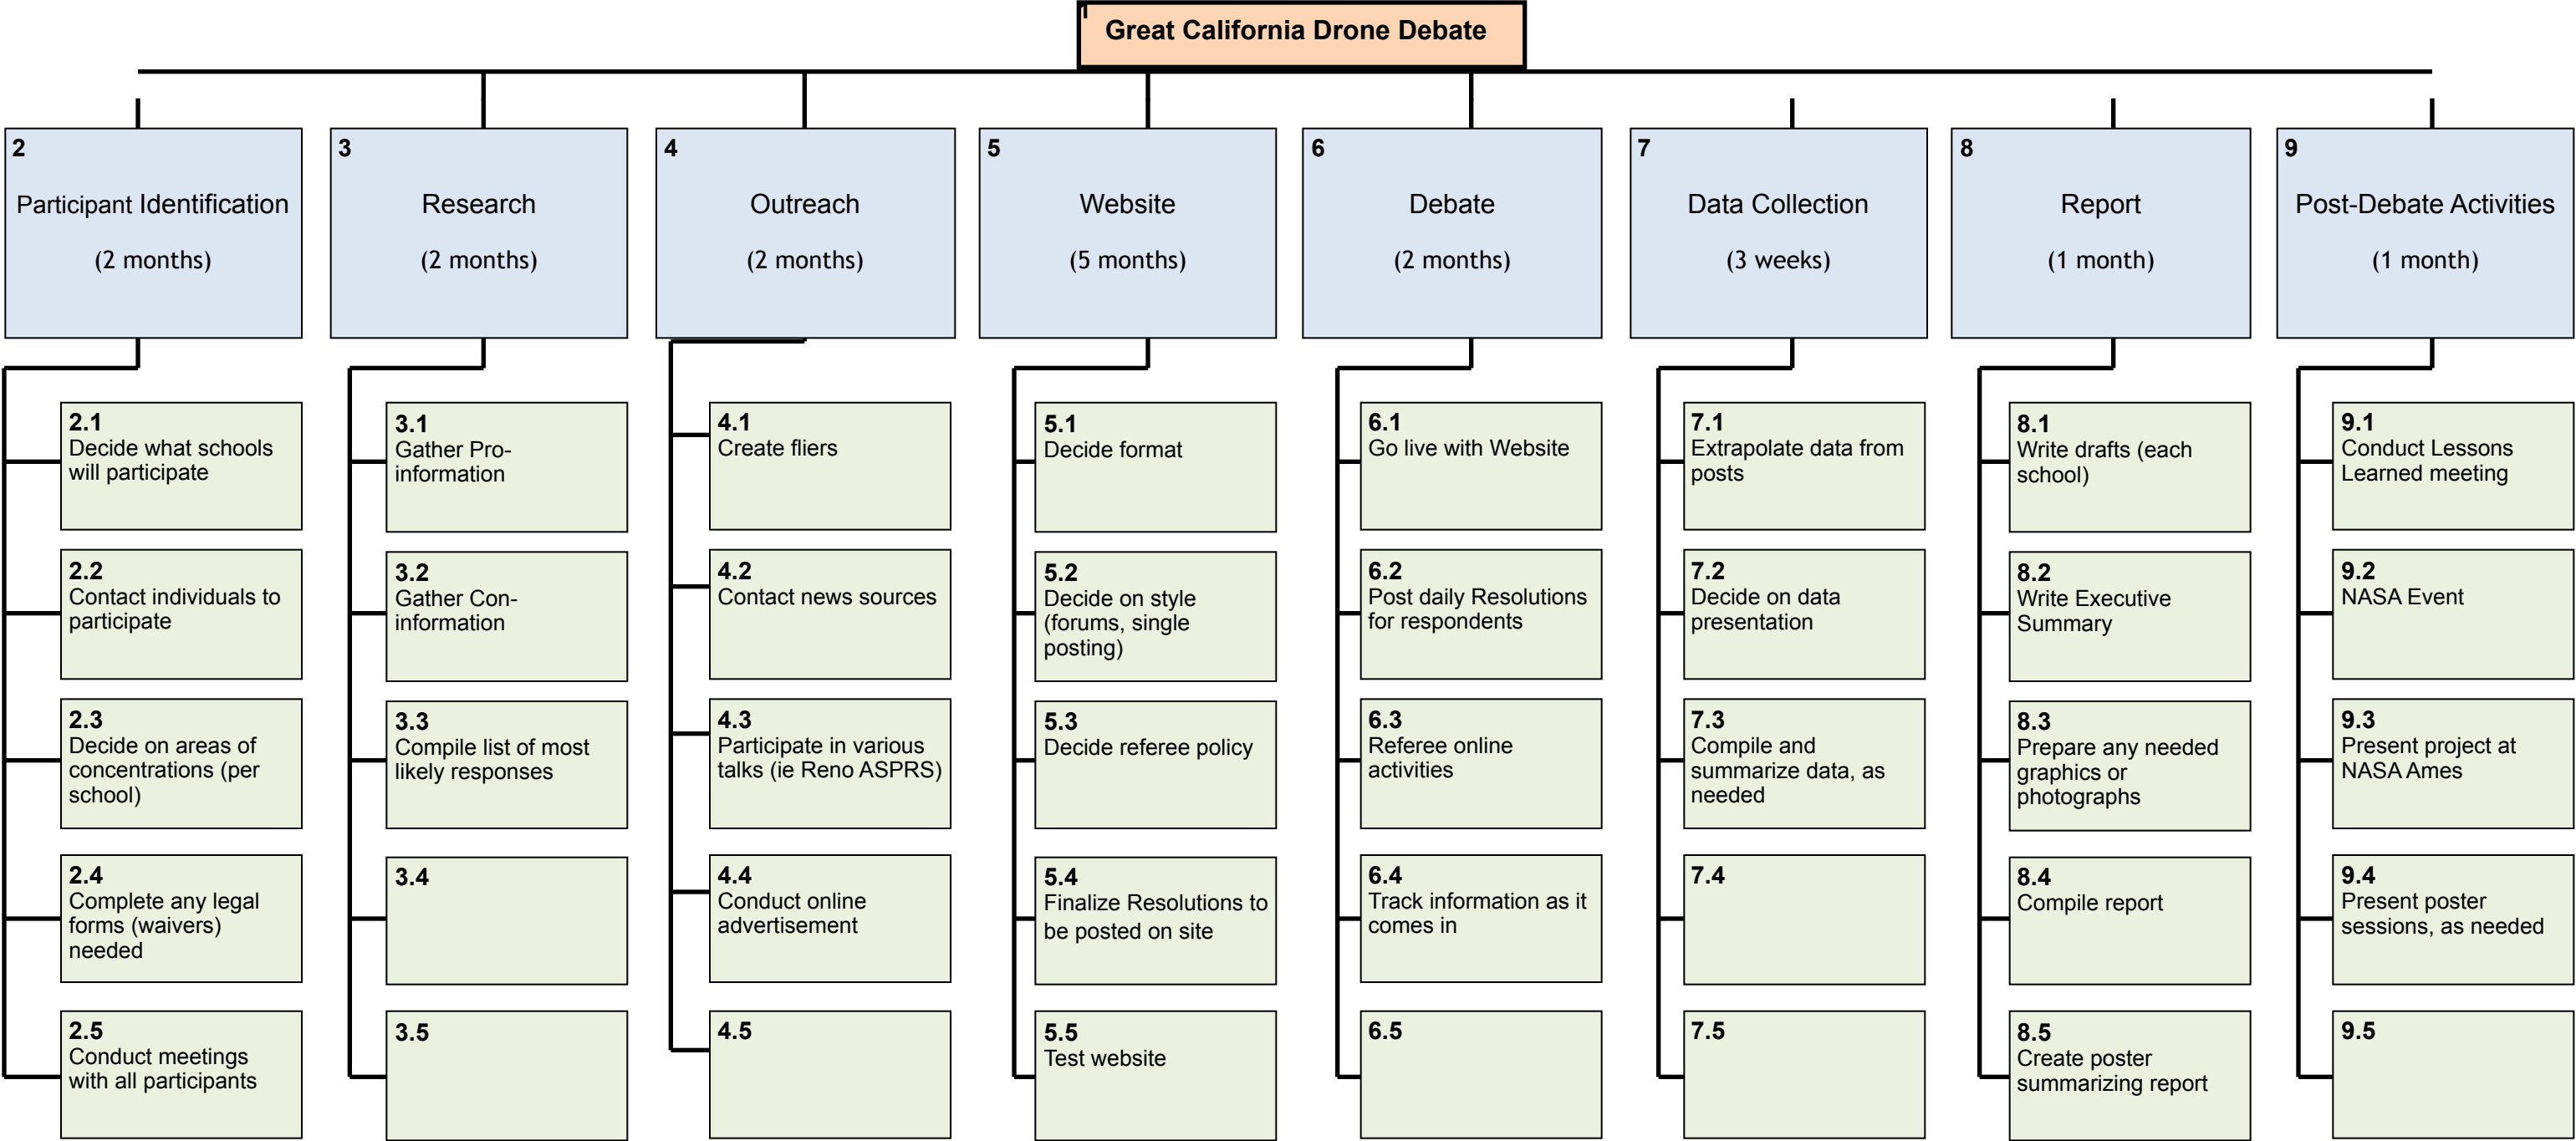 1
Great California Drone Debate
2
Participant Identification
(2 months)
3
Research
(2 months)
4
Outreach
(2 months)
5
Website
(5 months)
6
Debate
(2 months)
7
Data Collection
(3 weeks)
8
Report
(1 month)
9
Post-Debate Activities
(1 month)
2.1
Decide what schools
will participate
2.2
Contact individuals to
participate
2.3
Decide on areas of
concentrations (per
school)
2.4
Complete any legal
forms (waivers)
needed
2.5
Conduct meetings
with all participants
3.1
Gather Pro-
information
3.2
Gather Con-
information
3.3
Compile list of most
likely responses
3.4
3.5
4.1
Create fliers
4.2
Contact news sources
4.3
Participate in various
talks (ie Reno ASPRS)
4.4
Conduct online
advertisement
4.5
5.1
Decide format
5.2
Decide on style
(forums, single
posting)
5.3
Decide referee policy
5.4
Finalize Resolutions to
be posted on site
5.5
Test website
6.1
Go live with Website
6.2
Post daily Resolutions
for respondents
6.3
Referee online
activities
6.4
Track information as it
comes in
6.5
7.1
Extrapolate data from
posts
7.2
Decide on data
presentation
7.3
Compile and
summarize data, as
needed
7.4
7.5
8.1
Write drafts (each
school)
8.2
Write Executive
Summary
8.3
Prepare any needed
graphics or
photographs
8.4
Compile report
8.5
Create poster
summarizing report
9.1
Conduct Lessons
Learned meeting
9.2
NASA Event
9.3
Present project at
NASA Ames
9.4
Present poster
sessions, as needed
9.5